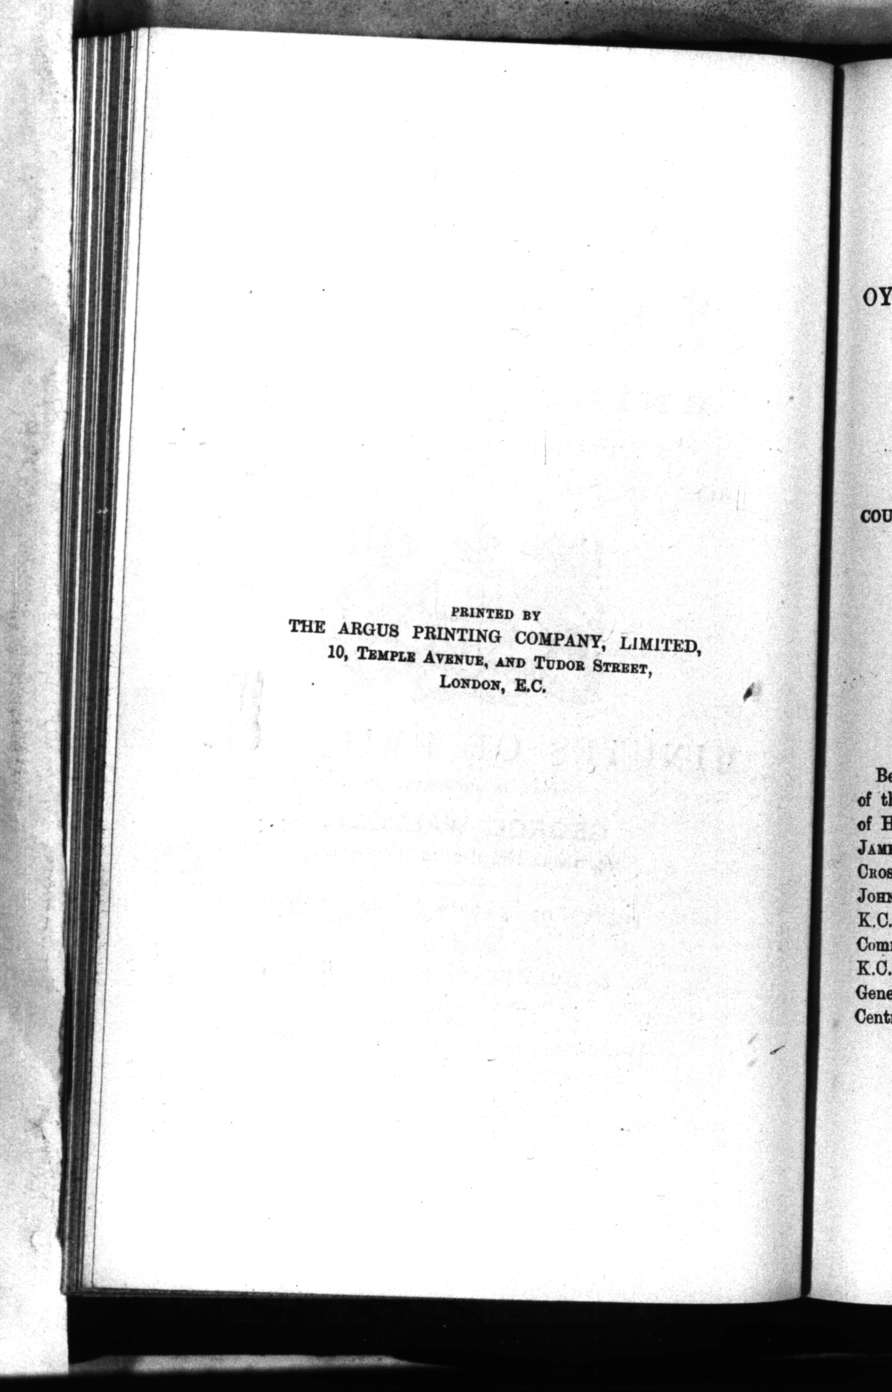 PRINTED BY
THE ARGUS PRINTING COMPANY, LIMITED,
10, TEMPLE AVENUE, AND TUDOR STREET,
LONDON, E.C.
OY
COU
Be
of th
of H
JAME
CROS
JOHN
K.C.
Com
K.C.
Gene
Cent